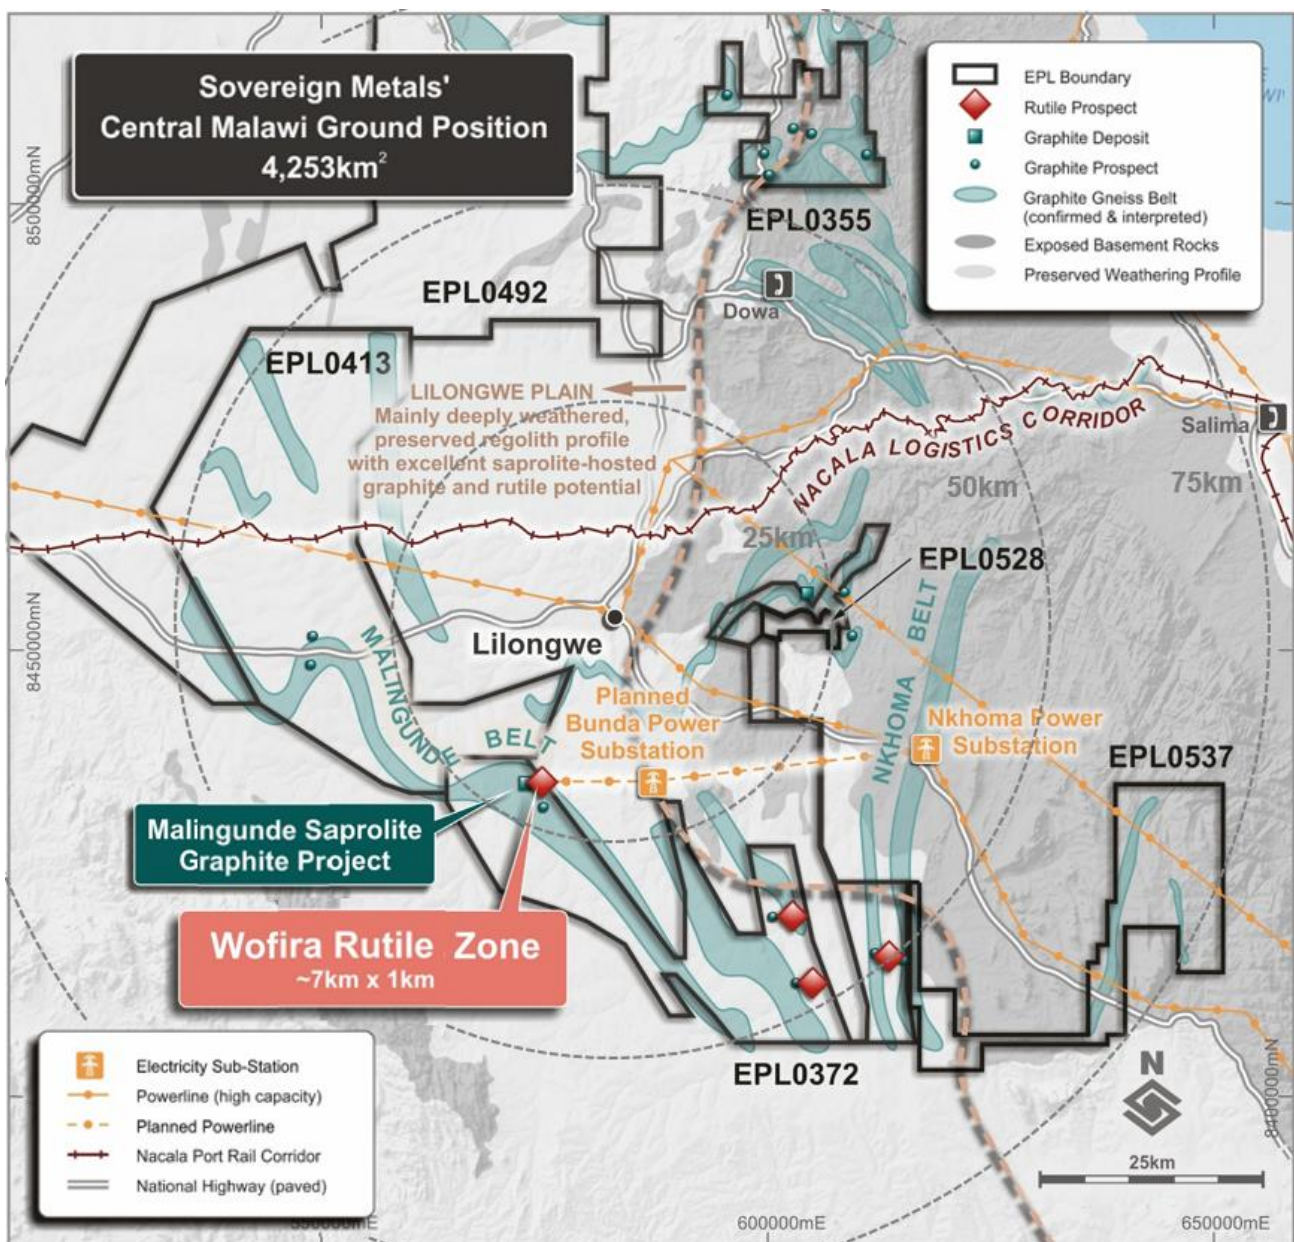 Sovereign Metals'
Central Malawi Ground Position
4,253km²
EPL Boundary
Rutile Prospect
Graphite Deposit
Graphite Prospect
Graphite Gneiss Belt
(confirmed & interpreted)
Exposed Basement Rocks
Preserved Weathering Profile
8500000mN
EPL0355
EPL0492
Dowa
EPL0413
LILONGWE PLAIN
Mainly deeply weathered,
preserved regolith profile
with excellent saprolite-hosted
graphite and rutile potential
NACALA LOGISTICS CORRIDOR
Salima
25km
50km
75km
EPL0528
8450000mN
Lilongwe
MALINGUNDE BELT
NKHOMA BELT
Planned
Bunda Power
Substation
Nkhoma Power
Substation
EPL0537
Malingunde Saprolite
Graphite Project
Wofira Rutile Zone
~7km x 1km
EPL0372
Electricity Sub-Station
Powerline (high capacity)
Planned Powerline
Nacala Port Rail Corridor
National Highway (paved)
N
25km
8400000mN
550000mE
600000mE
650000mE